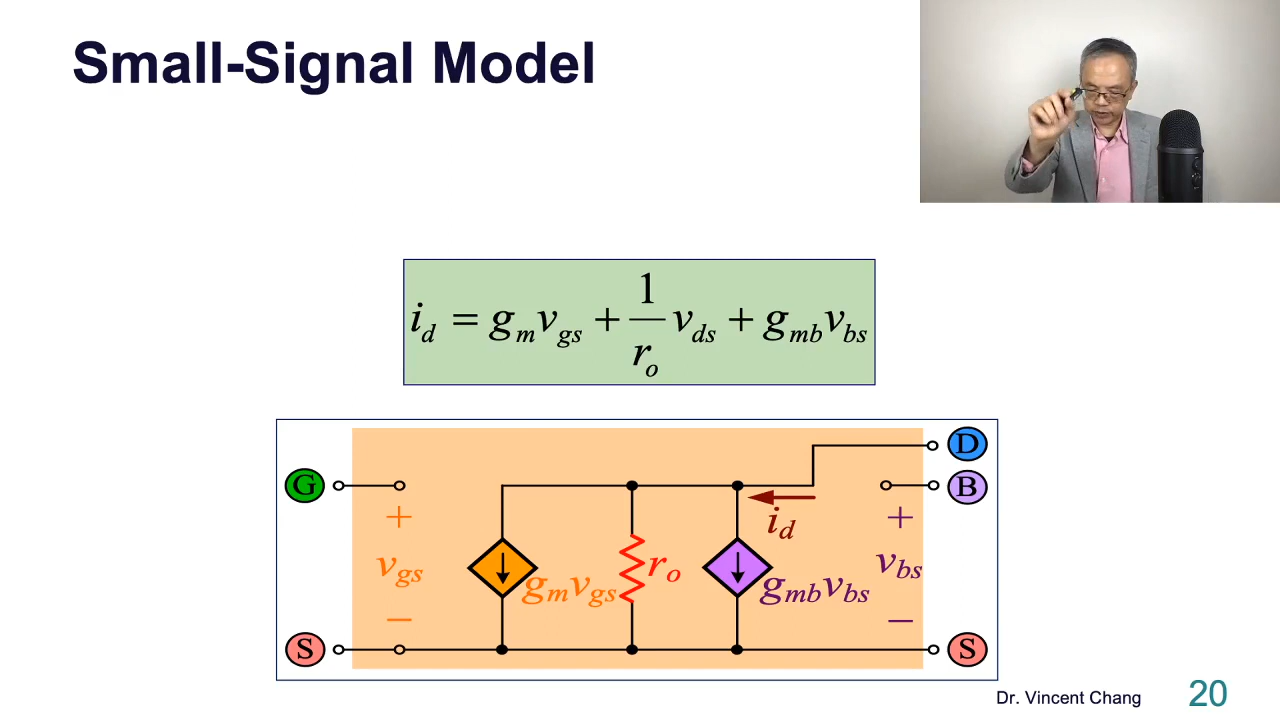 Small-Signal Model
i_d = g_m v_gs + 1/r_o v_ds + g_mb v_bs
D
G
B
+
+
i_d
v_gs
g_m v_gs
r_o
g_mb v_bs
v_bs
−
−
S
S
Dr. Vincent Chang
20